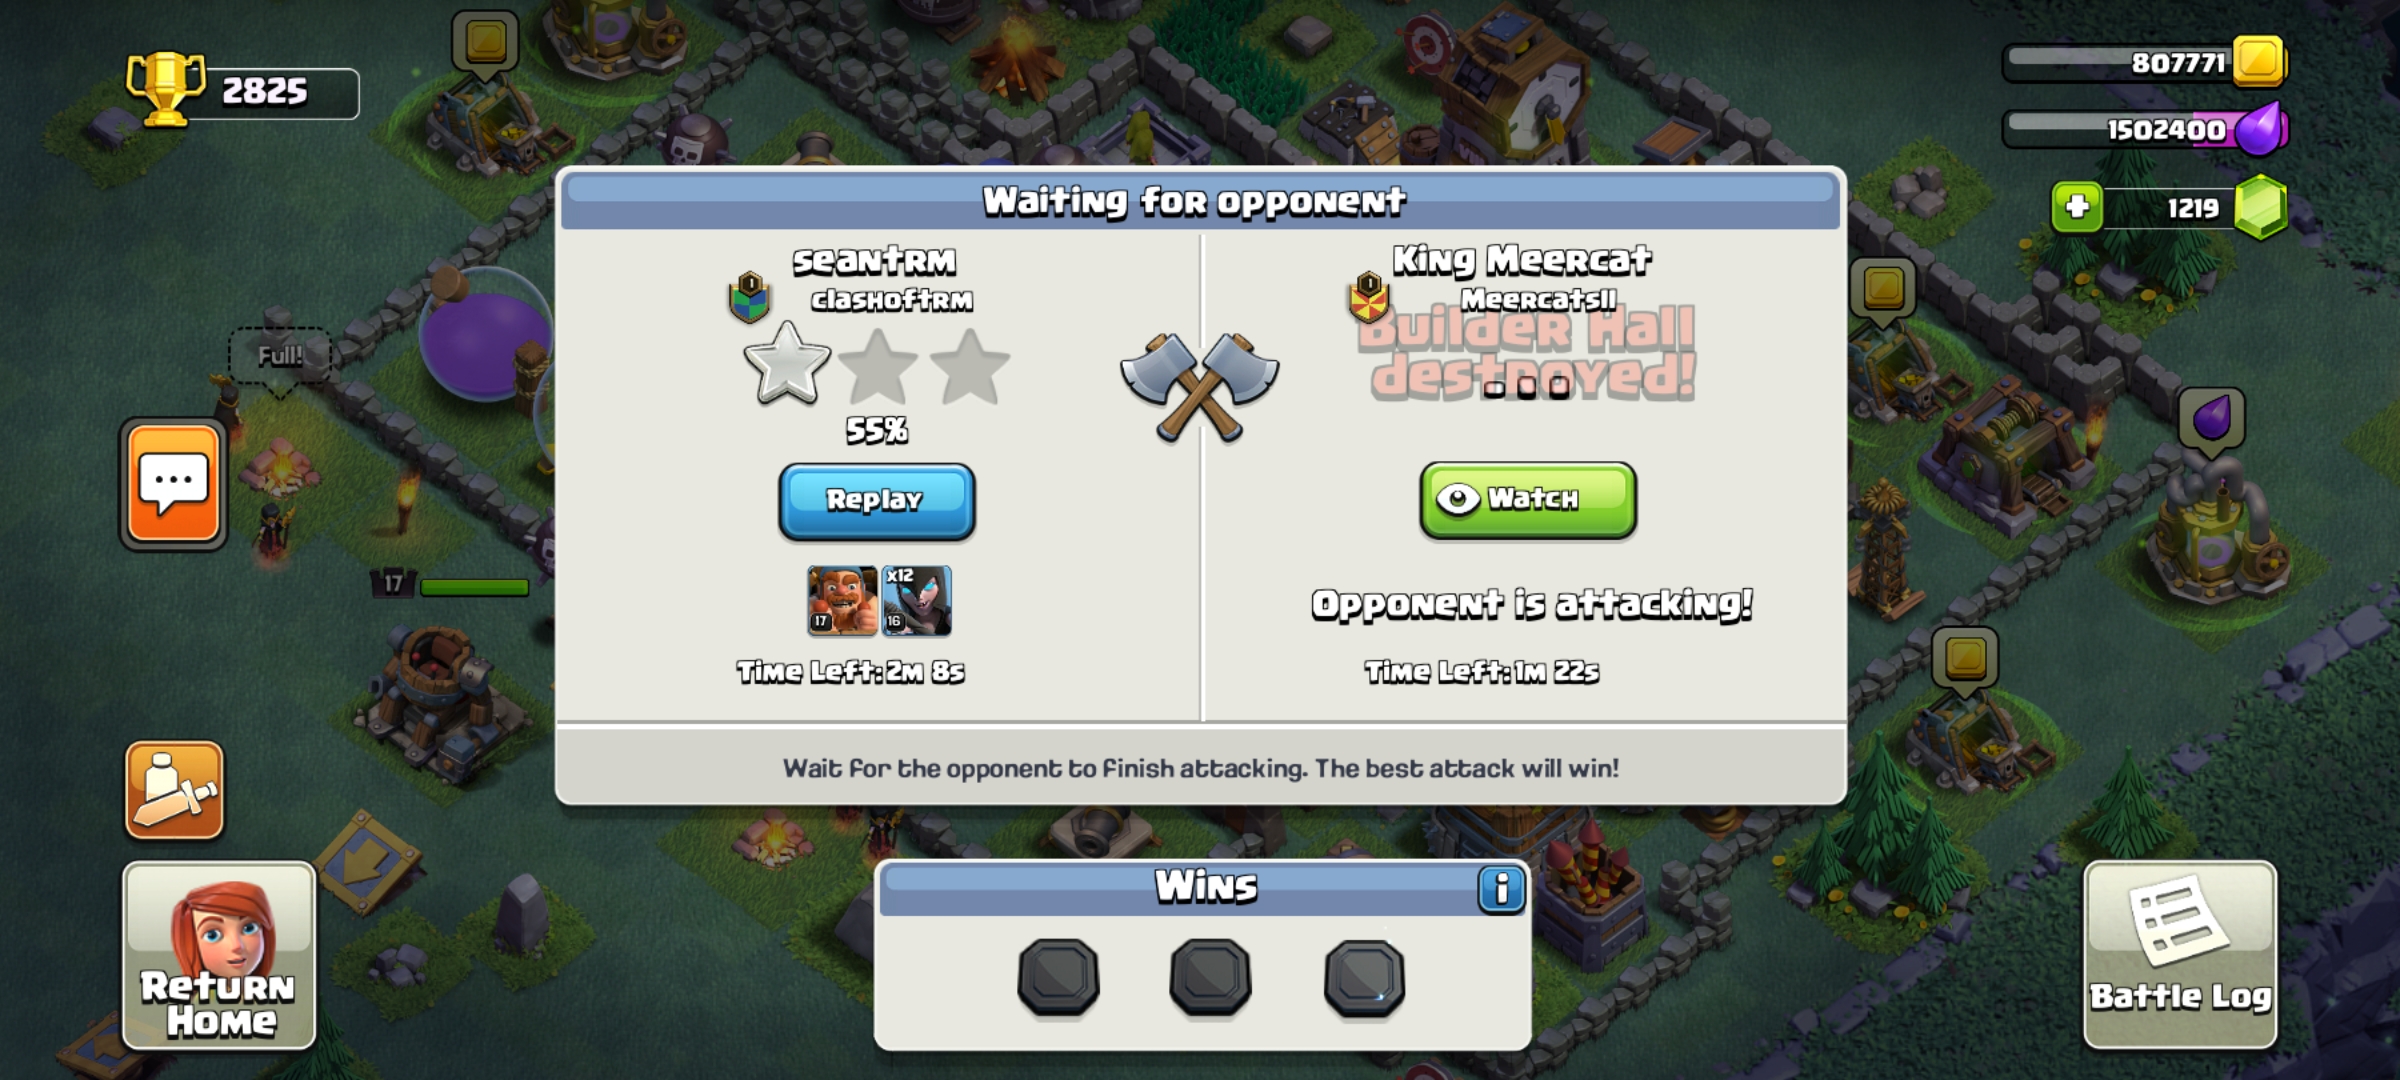 2825
807771
1502400
1219
Waiting for opponent
seantrm
clashoftrm
1
55%
Replay
17
x12
16
Time Left: 2m 8s
King Meercat
Meercatsll
1
Builder Hall
destroyed!
...
Watch
Opponent is attacking!
Time Left: 1m 22s
Wait for the opponent to finish attacking. The best attack will win!
Full!
17
Wins
i
Return
Home
Battle Log